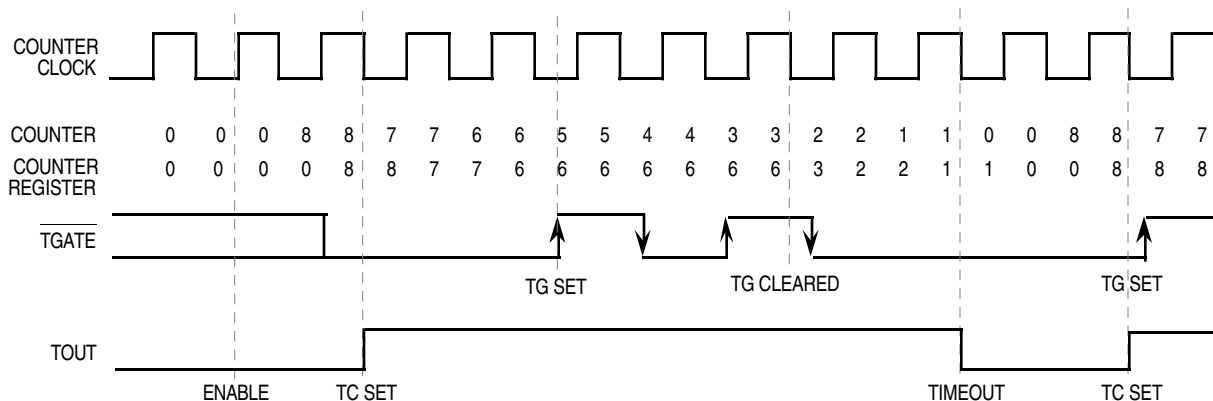 COUNTER
CLOCK
COUNTER 0 0 0 8 8 7 7 6 6 5 5 4 4 3 3 2 2 1 1 0 0 8 8 7 7
COUNTER
REGISTER
0 0 0 0 8 8 7 7 6 6 6 6 6 6 6 3 2 2 1 1 0 0 8 8 8
TGATE
TG SET TG CLEARED TG SET
TOUT
ENABLE TC SET TIMEOUT TC SET